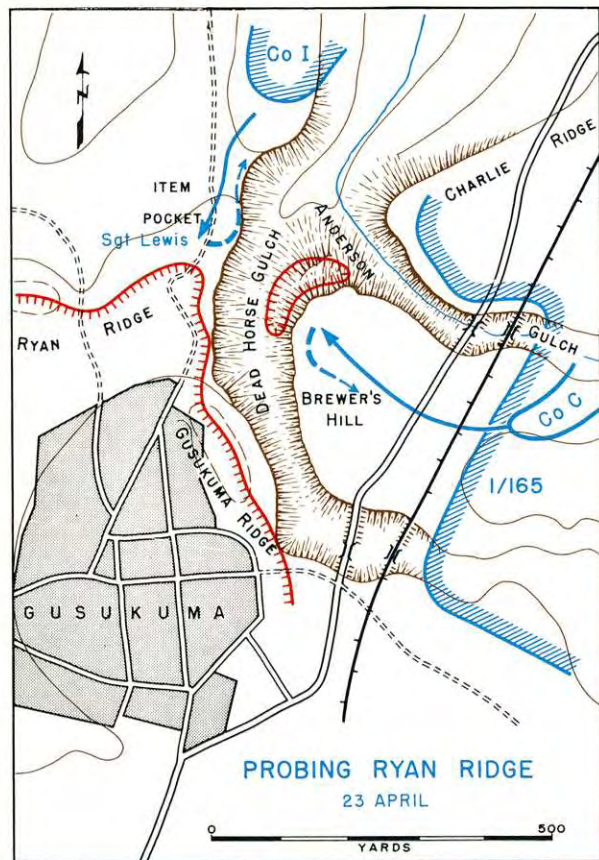 Co I
N
ITEM
POCKET
Sgt Lewis
CHARLIE RIDGE
ANDERSON GULCH
DEAD HORSE GULCH
RYAN RIDGE
BREWER'S
HILL
Co C
1/165
GUSUKUMA RIDGE
GUSUKUMA
PROBING RYAN RIDGE
23 APRIL
0 500
YARDS